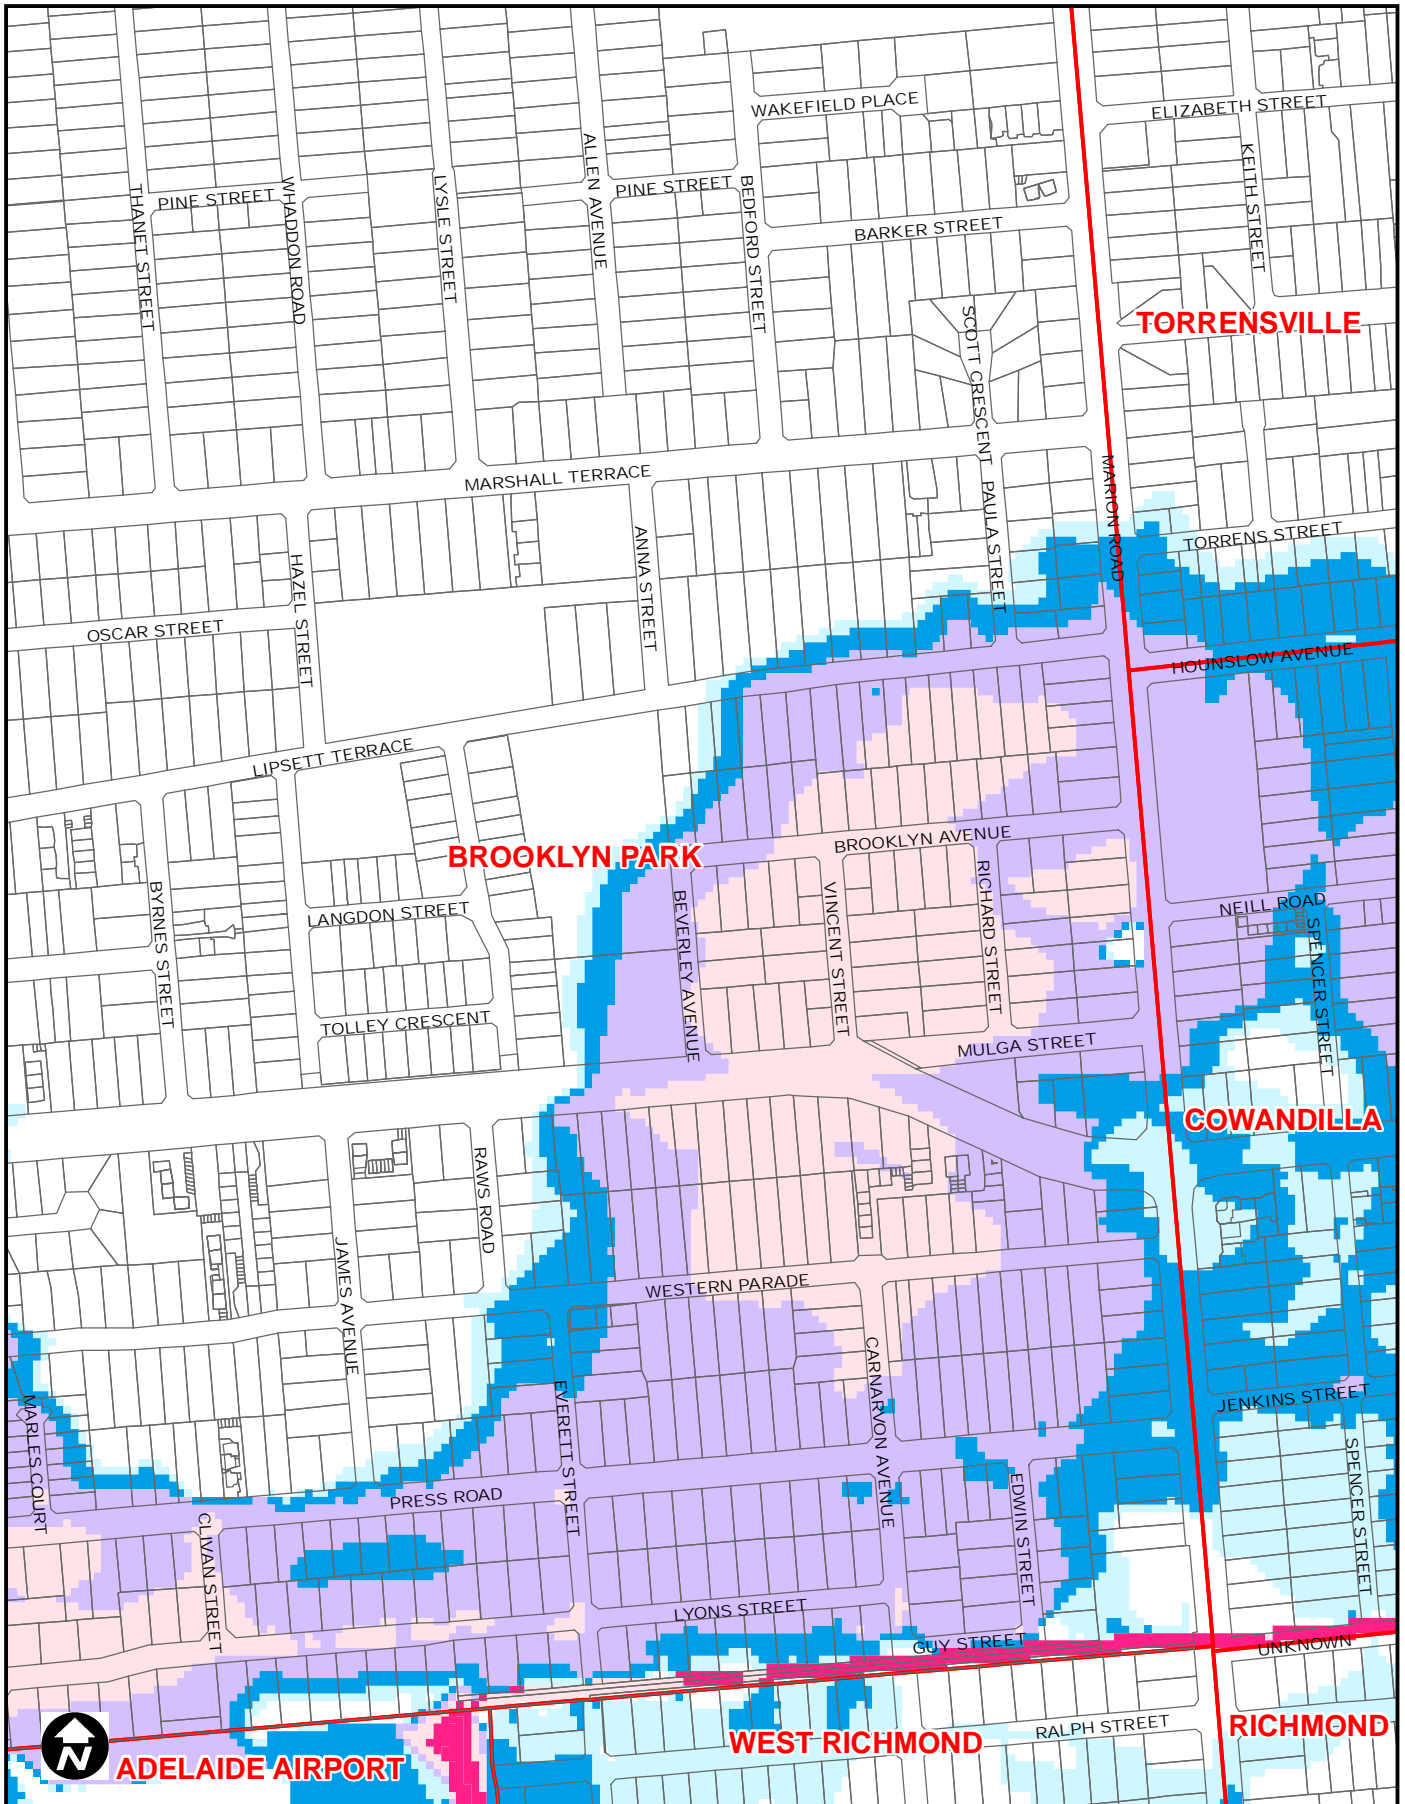 WAKEFIELD PLACE
ELIZABETH STREET
THANET STREET
PINE STREET
WHADDON ROAD
LYSLE STREET
ALLEN AVENUE
PINE STREET
BEDFORD STREET
BARKER STREET
KEITH STREET
SCOTT CRESCENT
TORRENSVILLE
MARSHALL TERRACE
ANNA STREET
PAULA STREET
MARION ROAD
TORRENS STREET
HAZEL STREET
OSCAR STREET
HOUNSLOW AVENUE
LIPSETT TERRACE
BROOKLYN PARK
BROOKLYN AVENUE
BYRNES STREET
LANGDON STREET
BEVERLEY AVENUE
VINCENT STREET
RICHARD STREET
NEILL ROAD
SPENCER STREET
TOLLEY CRESCENT
MULGA STREET
COWANDILLA
RAWS ROAD
JAMES AVENUE
WESTERN PARADE
MARLES COURT
EVERETT STREET
CARNARVON AVENUE
JENKINS STREET
SPENCER STREET
PRESS ROAD
CLIVAN STREET
EDWIN STREET
LYONS STREET
GUY STREET
UNKNOWN
N
ADELAIDE AIRPORT
WEST RICHMOND
RALPH STREET
RICHMOND